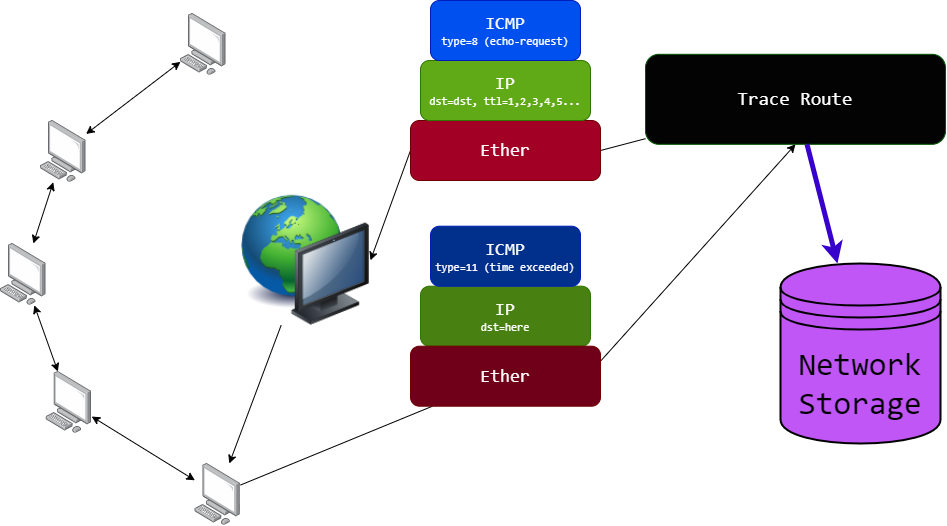 ICMP
type=8 (echo-request)
IP
dst=dst, ttl=1,2,3,4,5...
Ether
Trace Route
ICMP
type=11 (time exceeded)
IP
dst=here
Ether
Network
Storage